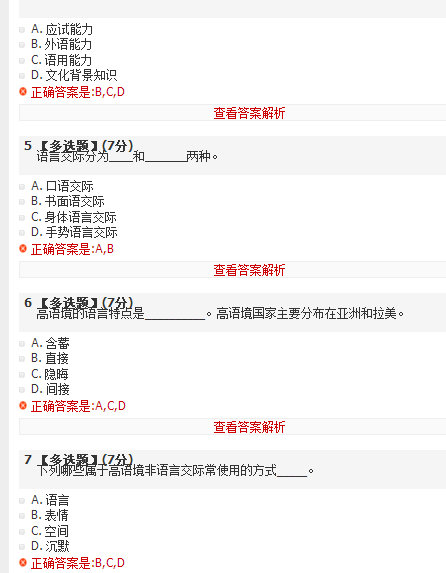 A. 应试能力
B. 外语能力
C. 语用能力
D. 文化背景知识
正确答案是:B,C,D
查看答案解析
5 【多选题】(7分)
语言交际分为____和_______两种。
A. 口语交际
B. 书面语交际
C. 身体语言交际
D. 手势语言交际
正确答案是:A,B
查看答案解析
6 【多选题】(7分)
高语境的语言特点是__________。高语境国家主要分布在亚洲和拉美。
A. 含蓄
B. 直接
C. 隐晦
D. 间接
正确答案是:A,C,D
查看答案解析
7 【多选题】(7分)
下列哪些属于高语境非语言交际常使用的方式_____。
A. 语言
B. 表情
C. 空间
D. 沉默
正确答案是:B,C,D